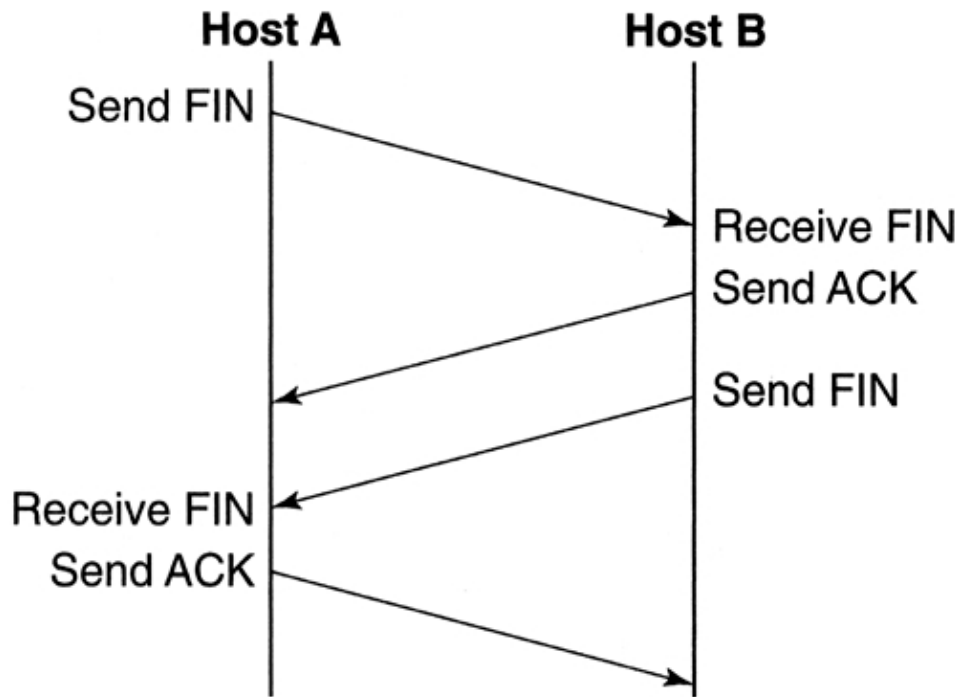 Host A
Host B
Send FIN
Receive FIN
Send ACK
Send FIN
Receive FIN
Send ACK